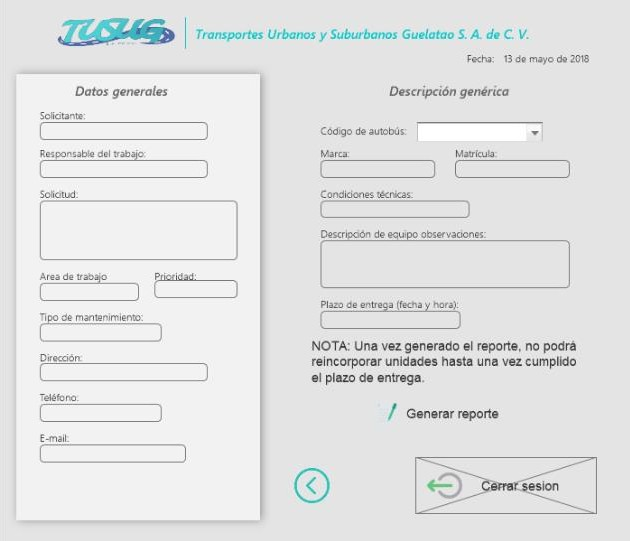 TUSUG
Transportes Urbanos y Suburbanos Guelatao S. A. de C. V.
Fecha: 13 de mayo de 2018
Datos generales
Solicitante:
Responsable del trabajo:
Solicitud:
Area de trabajo
Prioridad:
Tipo de mantenimiento:
Dirección:
Teléfono:
E-mail:
Descripción genérica
Código de autobús:
Marca:
Matrícula:
Condiciones técnicas:
Descripción de equipo observaciones:
Plazo de entrega (fecha y hora):
NOTA: Una vez generado el reporte, no podrá
reincorporar unidades hasta una vez cumplido
el plazo de entrega.
Generar reporte
Cerrar sesion